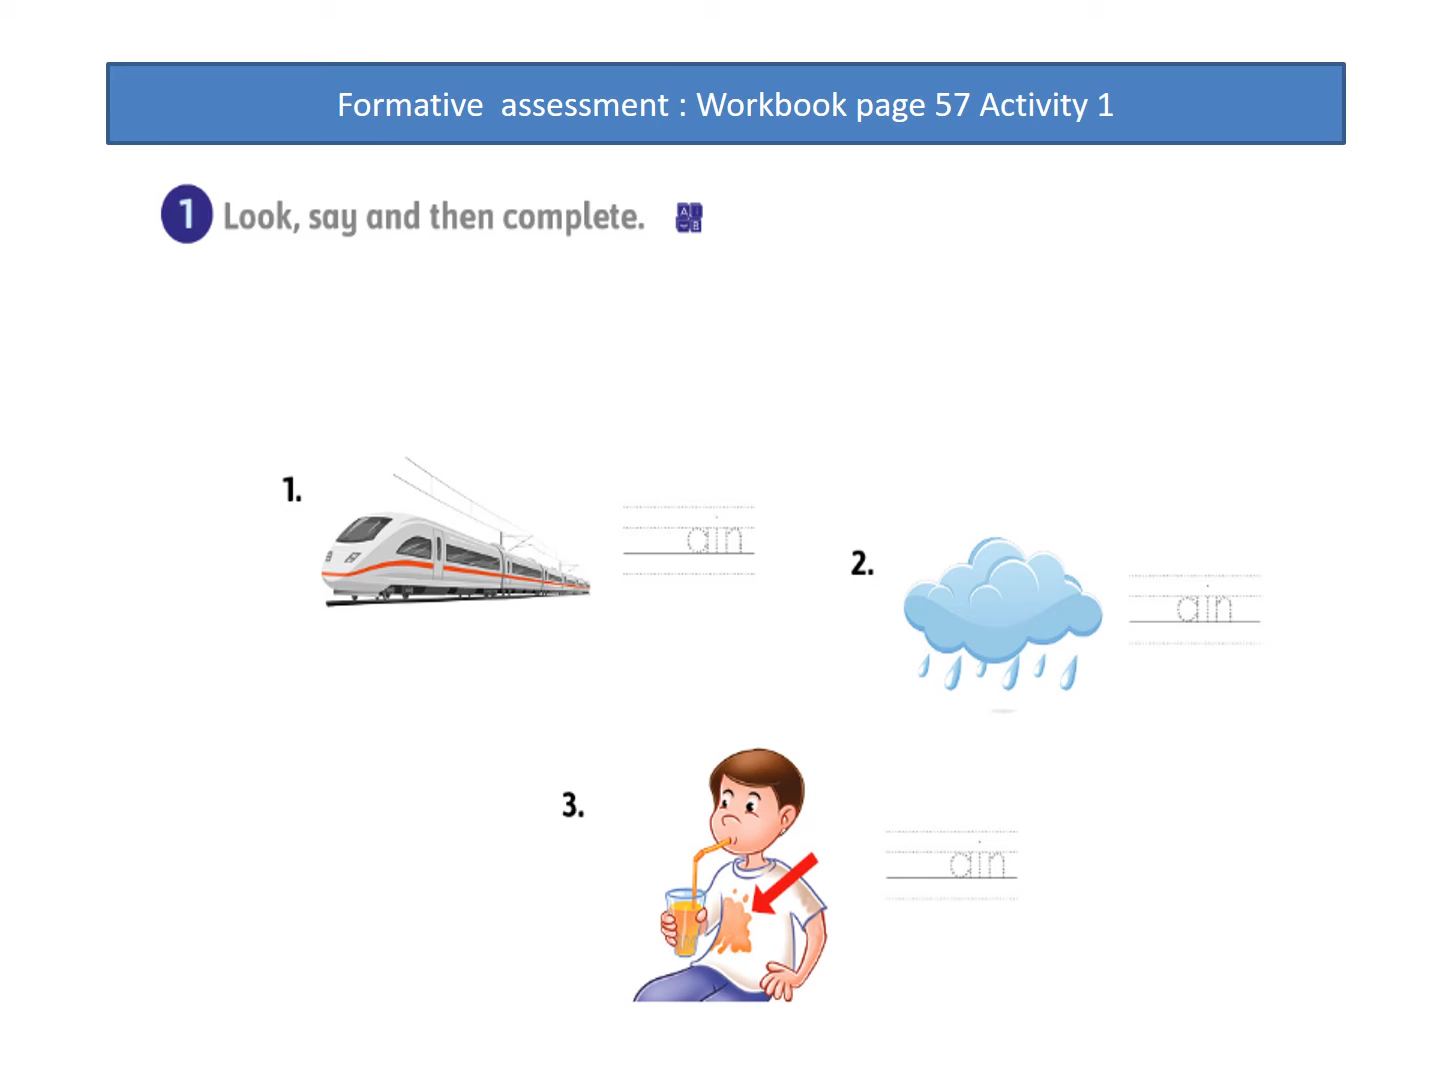 Formative  assessment : Workbook page 57 Activity 1
1 Look, say and then complete.
1.
ain
2.
ain
3.
ain